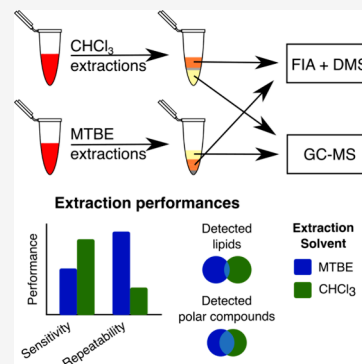 CHCl3
extractions
FIA + DMS
MTBE
extractions
GC-MS
Extraction performances
Performance
Sensitivity
Repeatability
Detected
lipids
Detected
polar compounds
Extraction
Solvent
MTBE
CHCl3